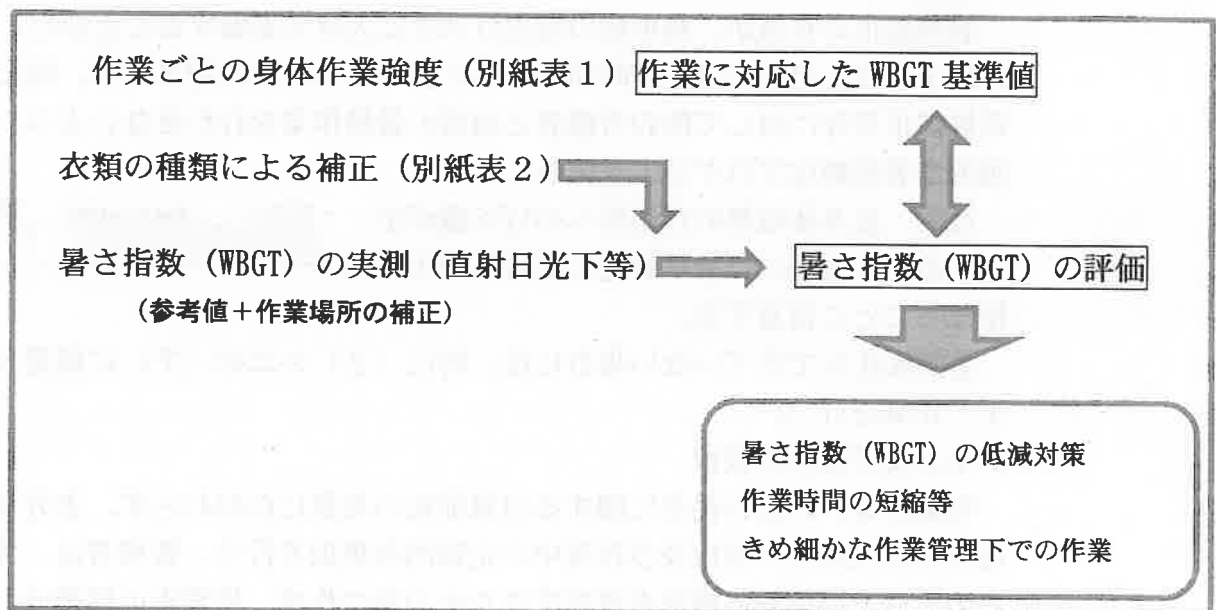 作業ごとの身体作業強度（別紙表１） 作業に対応した WBGT 基準値
衣類の種類による補正（別紙表２）
暑さ指数（WBGT）の実測（直射日光下等） 暑さ指数（WBGT）の評価
（参考値＋作業場所の補正）
暑さ指数（WBGT）の低減対策
作業時間の短縮等
きめ細かな作業管理下での作業